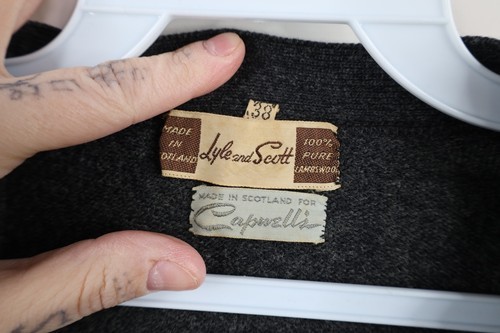 38
MADE
IN
SCOTLAND
Lyle and Scott
100%
PURE
LAMBSWOOL
MADE IN SCOTLAND FOR
Capwell's